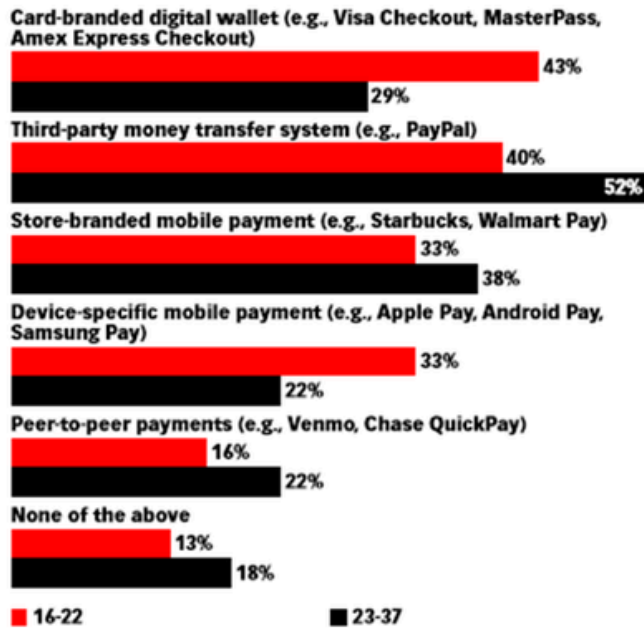 Card-branded digital wallet (e.g., Visa Checkout, MasterPass,
Amex Express Checkout)
43%
29%
Third-party money transfer system (e.g., PayPal)
40%
52%
Store-branded mobile payment (e.g., Starbucks, Walmart Pay)
33%
38%
Device-specific mobile payment (e.g., Apple Pay, Android Pay,
Samsung Pay)
33%
22%
Peer-to-peer payments (e.g., Venmo, Chase QuickPay)
16%
22%
None of the above
13%
18%
16-22 23-37